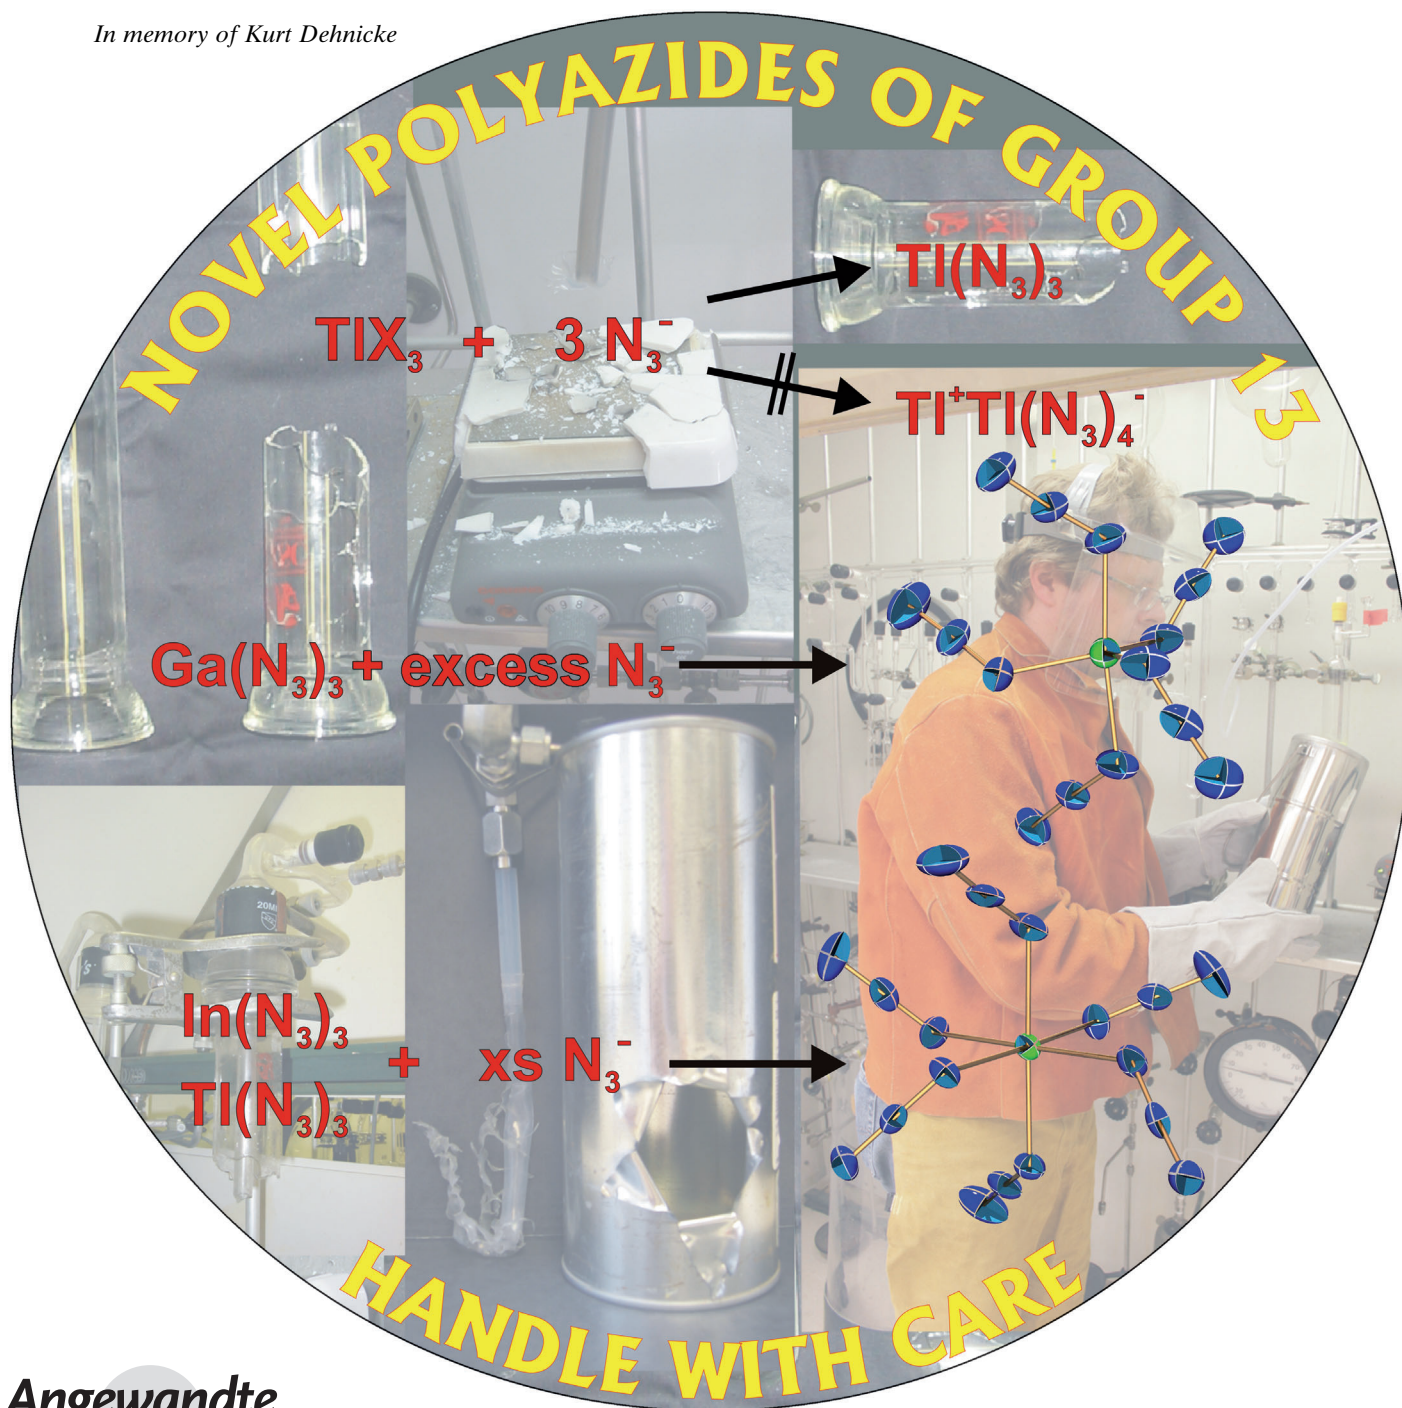 In memory of Kurt Dehnicke
NOVEL POLYAZIDES OF GROUP 13
TlX₃ + 3 N₃⁻
Tl(N₃)₃
Tl⁺Tl(N₃)₄⁻
Ga(N₃)₃ + excess N₃⁻
In(N₃)₃
Tl(N₃)₃
+ xs N₃⁻
HANDLE WITH CARE
Angewandte